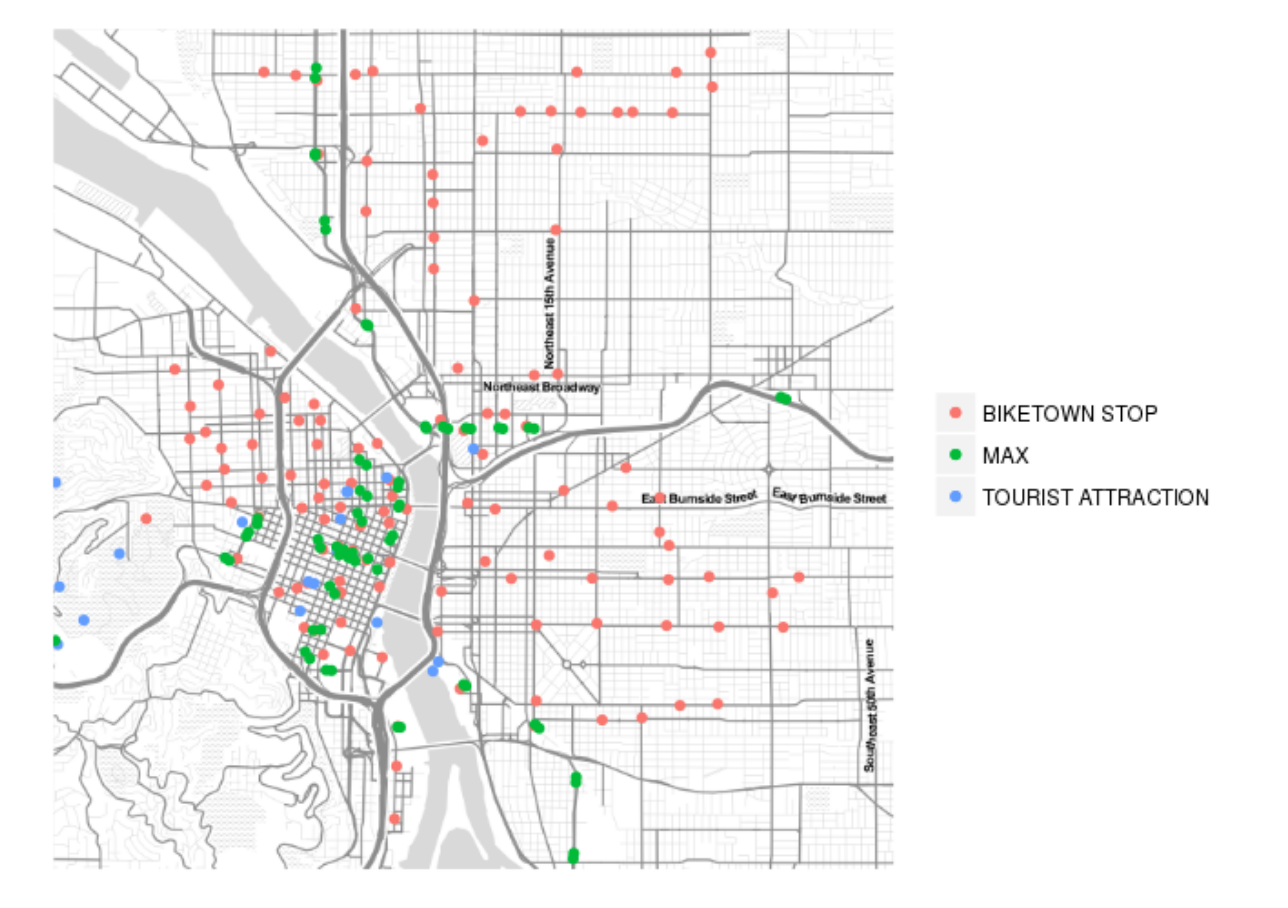 Northeast 15th Avenue
Northeast Broadway
East Burnside Street
East Burnside Street
Southeast 50th Avenue
BIKETOWN STOP
MAX
TOURIST ATTRACTION